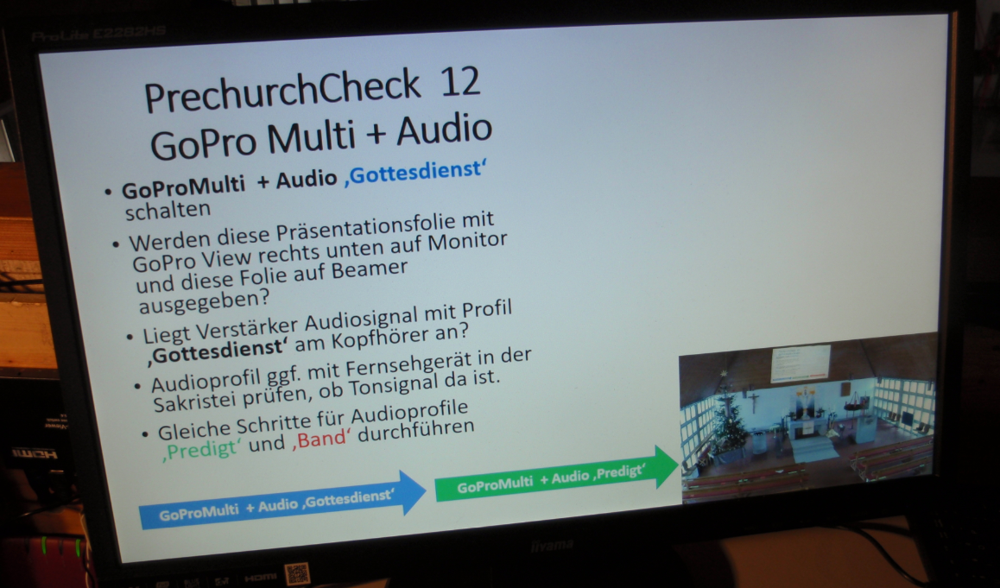 ProLite E2282HS
PrechurchCheck 12
GoPro Multi + Audio
• GoProMulti + Audio ‚Gottesdienst‘
schalten
• Werden diese Präsentationsfolie mit
GoPro View rechts unten auf Monitor
und diese Folie auf Beamer
ausgegeben?
• Liegt Verstärker Audiosignal mit Profil
‚Gottesdienst‘ am Kopfhörer an?
• Audioprofil ggf. mit Fernsehgerät in der
Sakristei prüfen, ob Tonsignal da ist.
• Gleiche Schritte für Audioprofile
‚Predigt‘ und ‚Band‘ durchführen
GoProMulti + Audio ‚Gottesdienst‘
GoProMulti + Audio ‚Predigt‘
iiyama
HDMI
HDMI